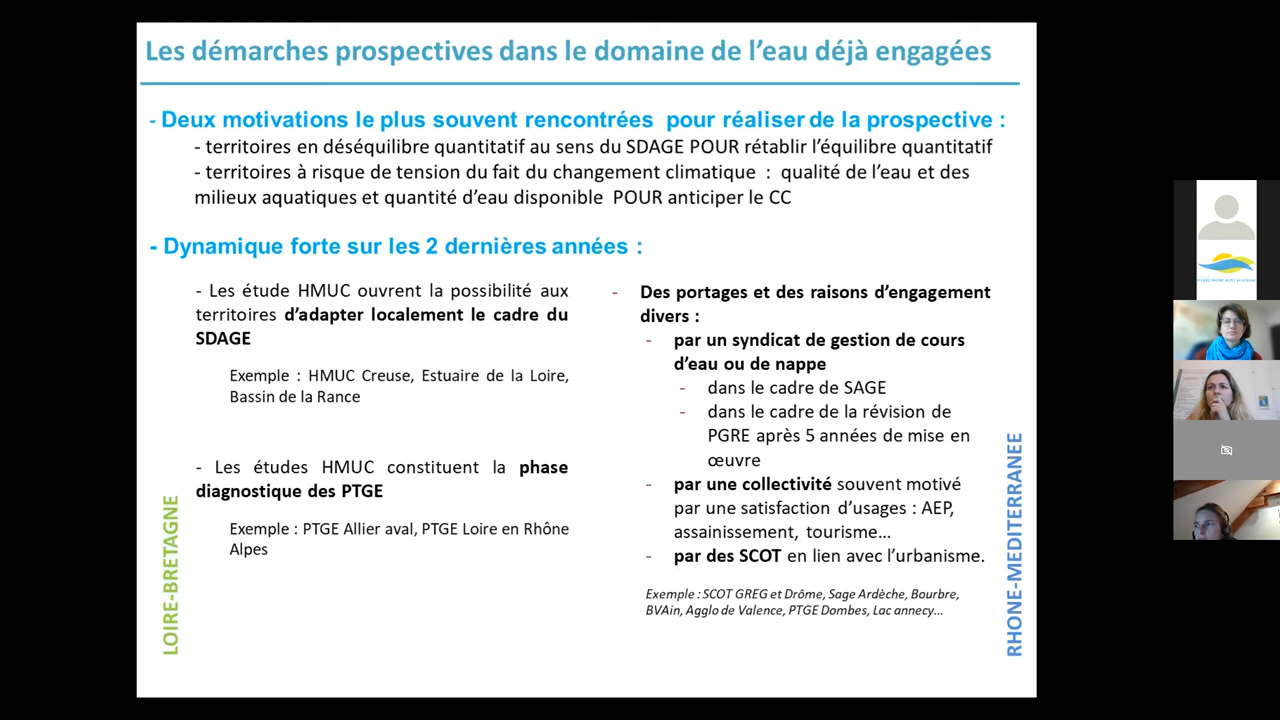 Les démarches prospectives dans le domaine de l'eau déjà engagées
- Deux motivations le plus souvent rencontrées pour réaliser de la prospective :
- territoires en déséquilibre quantitatif au sens du SDAGE POUR rétablir l'équilibre quantitatif
- territoires à risque de tension du fait du changement climatique : qualité de l'eau et des
milieux aquatiques et quantité d'eau disponible POUR anticiper le CC
- Dynamique forte sur les 2 dernières années :
- Les étude HMUC ouvrent la possibilité aux
territoires d'adapter localement le cadre du
SDAGE
Exemple : HMUC Creuse, Estuaire de la Loire,
Bassin de la Rance
- Les études HMUC constituent la phase
diagnostique des PTGE
Exemple : PTGE Allier aval, PTGE Loire en Rhône
Alpes
LOIRE-BRETAGNE
- Des portages et des raisons d'engagement
divers :
- par un syndicat de gestion de cours
d'eau ou de nappe
- dans le cadre de SAGE
- dans le cadre de la révision de
PGRE après 5 années de mise en
œuvre
- par une collectivité souvent motivé
par une satisfaction d'usages : AEP,
assainissement, tourisme...
- par des SCOT en lien avec l'urbanisme.
Exemple : SCOT GREG et Drôme, Sage Ardèche, Bourbre,
BVAin, Agglo de Valence, PTGE Dombes, Lac annecy...
RHONE-MEDITERRANEE